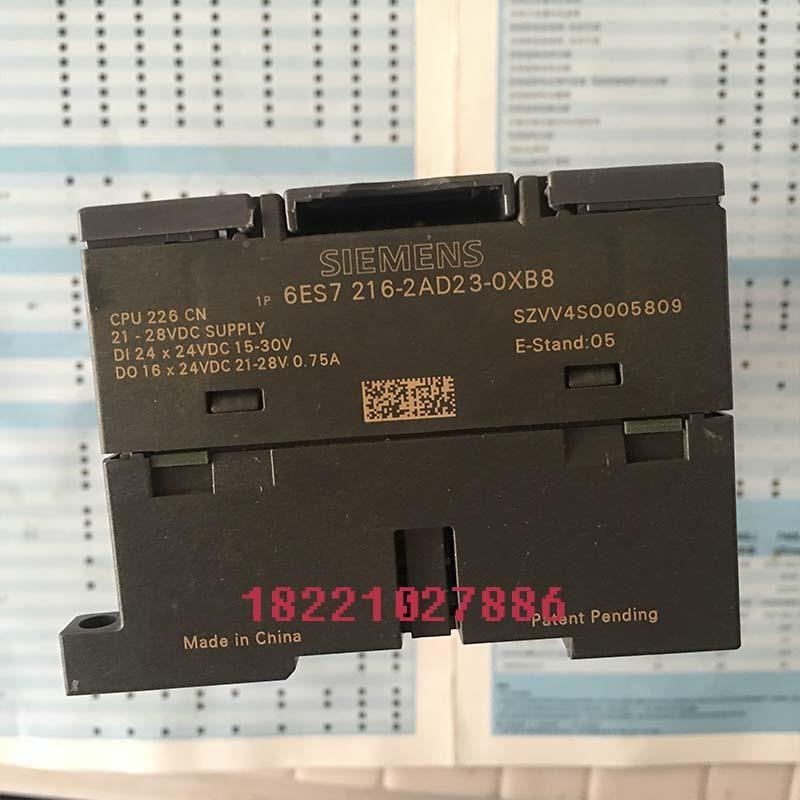 SIEMENS
1P 6ES7 216-2AD23-0XB8
CPU 226 CN
21 - 28VDC SUPPLY
DI 24 x 24VDC 15-30V
DO 16 x 24VDC 21-28V 0.75A
SZVV4SO005809
E-Stand:05
18221027886
Patent Pending
Made in China